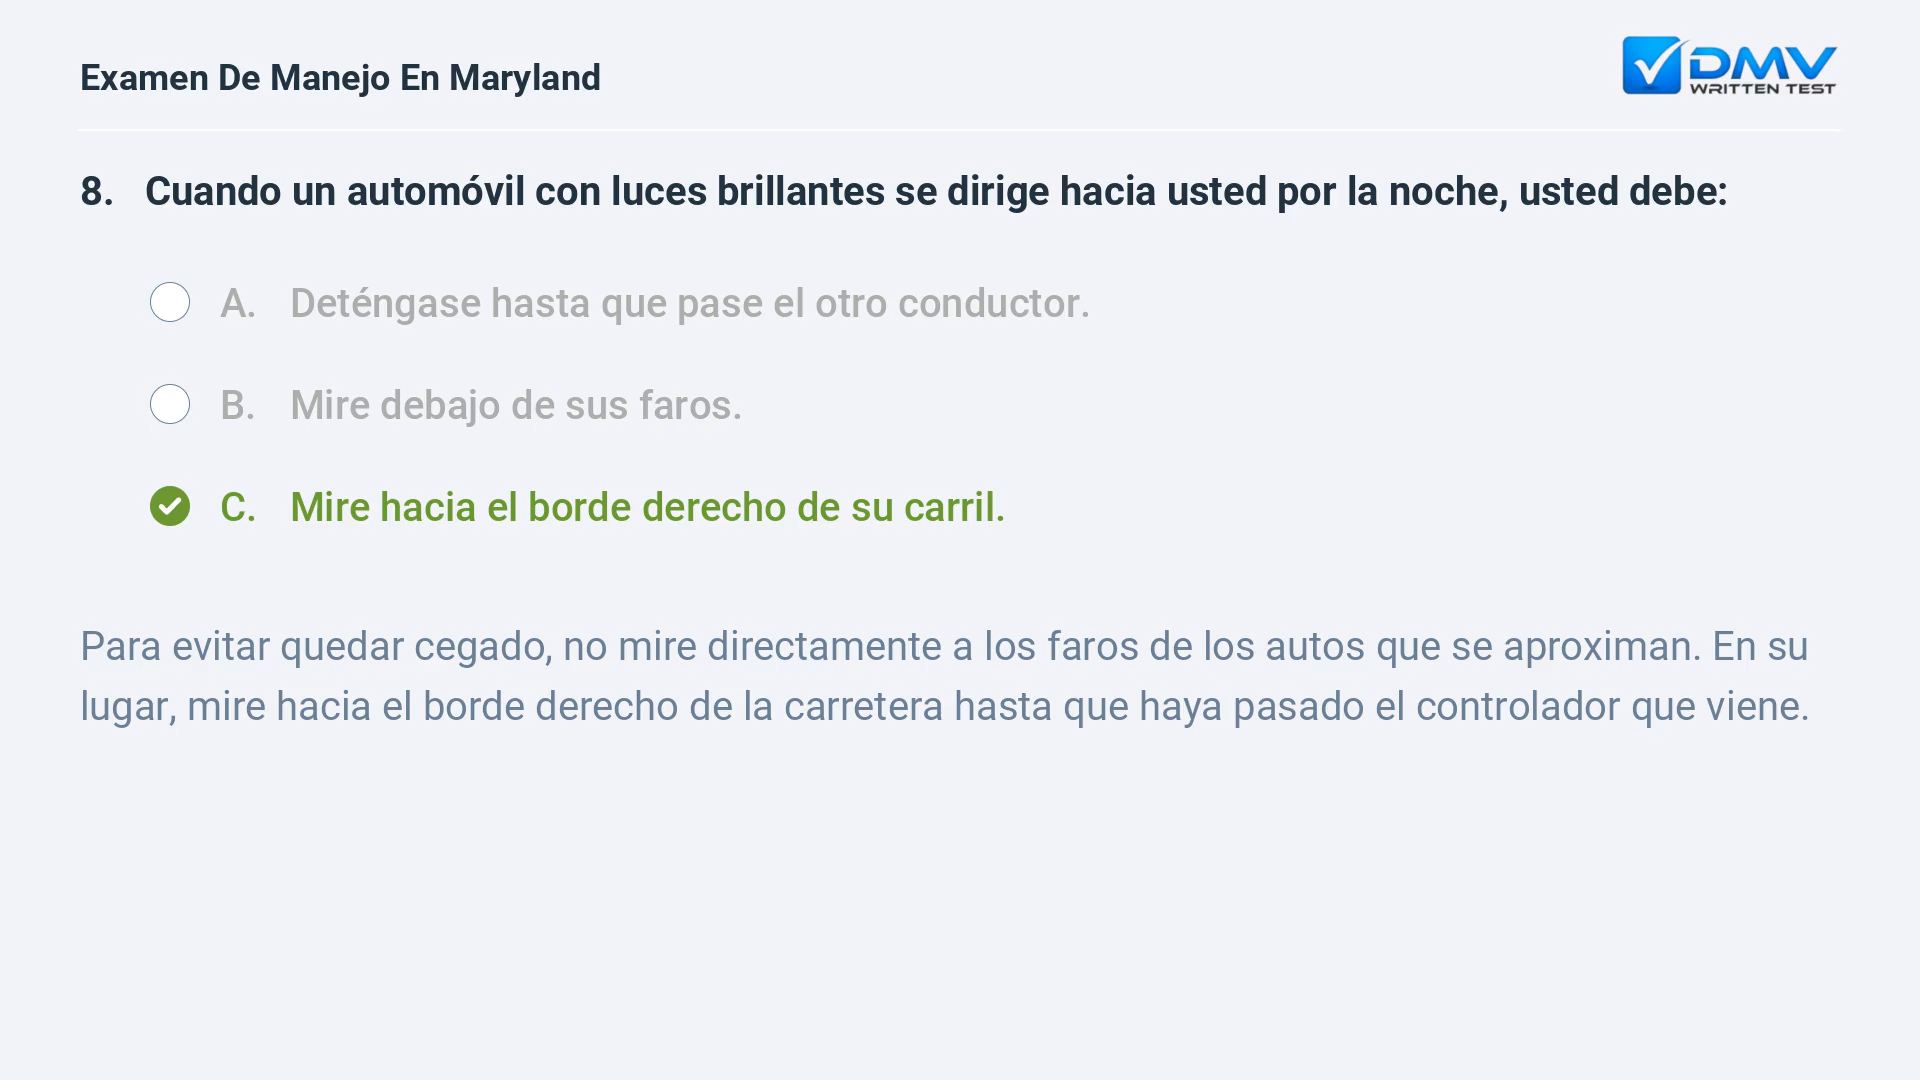 Examen De Manejo En Maryland
DMV
WRITTEN TEST
8. Cuando un automóvil con luces brillantes se dirige hacia usted por la noche, usted debe:
A. Deténgase hasta que pase el otro conductor.
B. Mire debajo de sus faros.
C. Mire hacia el borde derecho de su carril.
Para evitar quedar cegado, no mire directamente a los faros de los autos que se aproximan. En su
lugar, mire hacia el borde derecho de la carretera hasta que haya pasado el controlador que viene.